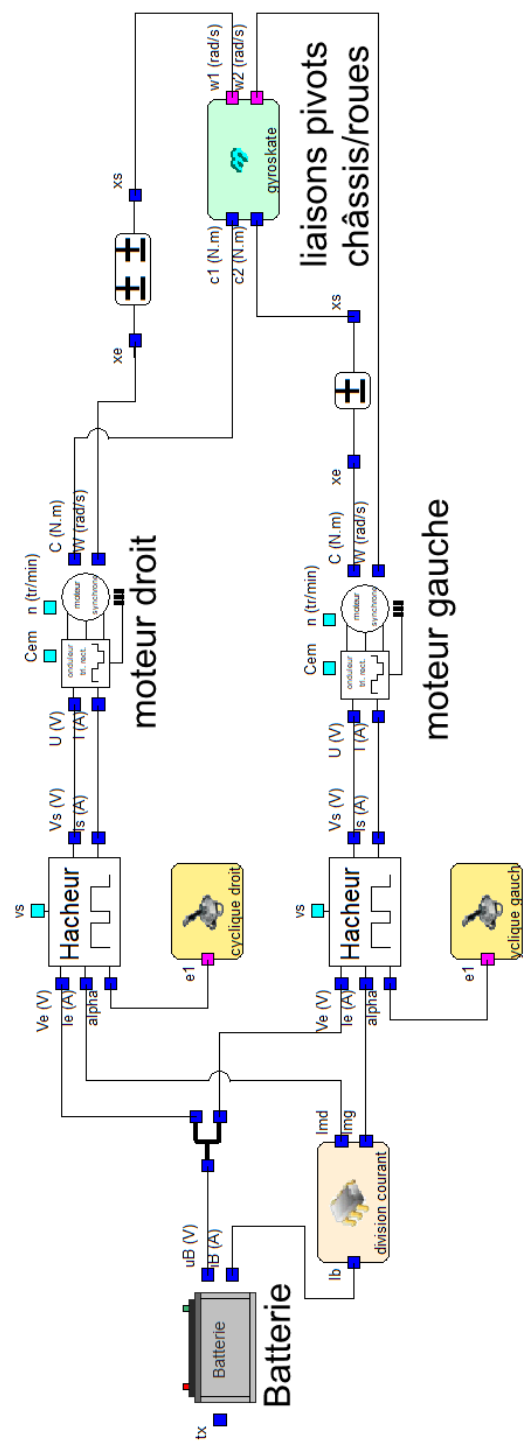 tx
Batterie
Batterie
uB (V)
iB (A)
Ib
division courant
Imd
Img
Ve (V)
Ie (A)
alpha
vs
Hacheur
Vs (V)
Is (A)
e1
cyclique droit
U (V)
I (A)
Cem
n (tr/min)
onduleur
tri. rect.
moteur
synchrone
C (N.m)
W (rad/s)
moteur droit
xe
± ±
xs
w1 (rad/s)
w2 (rad/s)
c1 (N.m)
c2 (N.m)
gyroskate
liaisons pivots
châssis/roues
Ve (V)
Ie (A)
alpha
vs
Hacheur
Vs (V)
Is (A)
e1
yclique gauch
U (V)
I (A)
Cem
n (tr/min)
onduleur
tri. rect.
moteur
synchrone
C (N.m)
W (rad/s)
moteur gauche
xe
±
xs